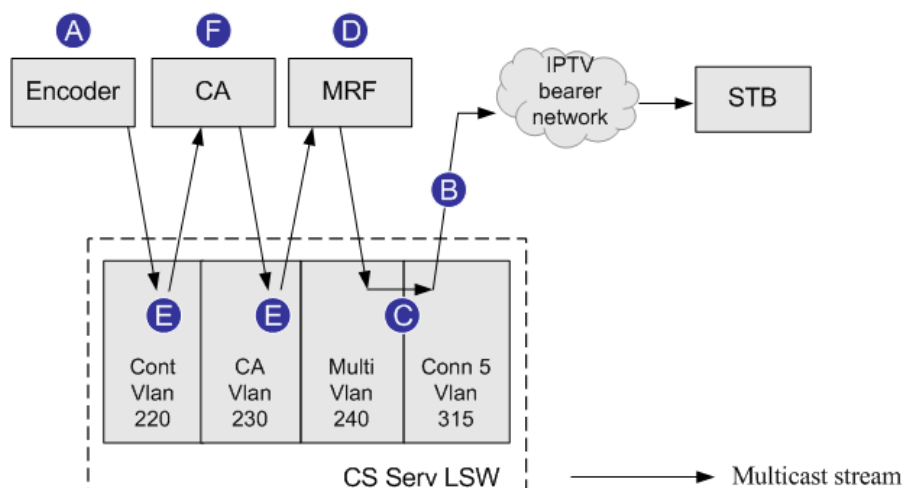 A
F
D
Encoder
CA
MRF
IPTV
bearer
network
STB
B
E
E
C
Cont
Vlan
220
CA
Vlan
230
Multi
Vlan
240
Conn 5
Vlan
315
CS Serv LSW
Multicast stream